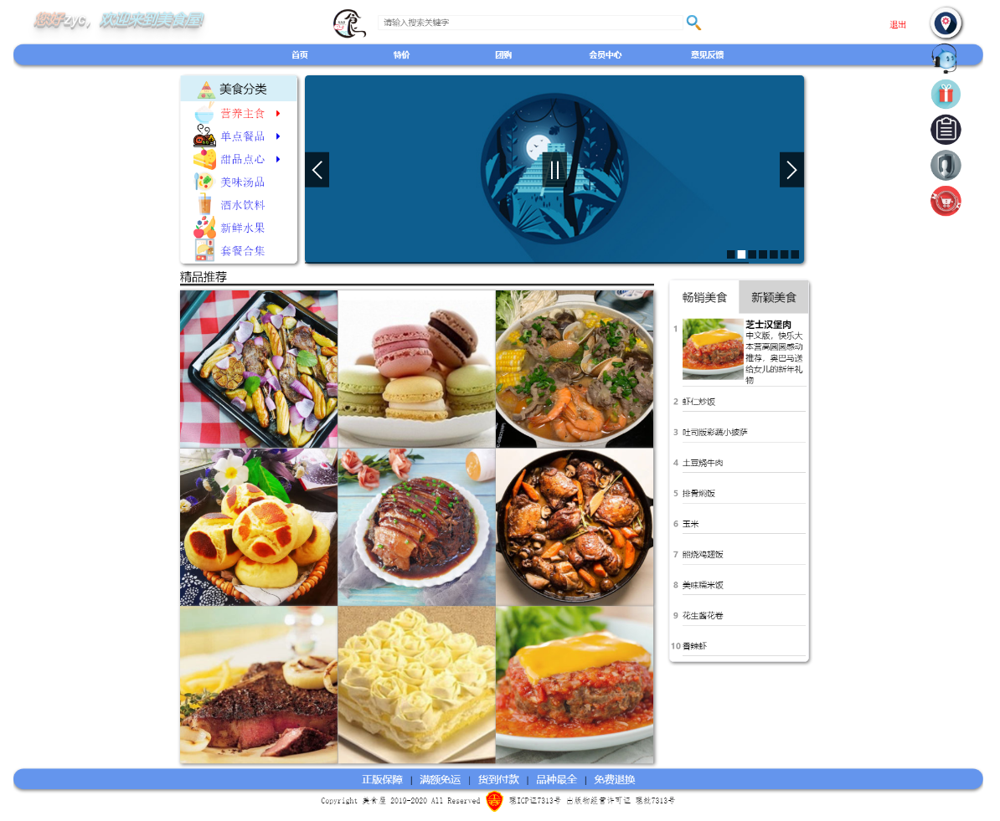 您好zyc，欢迎来到美食屋!
食
请输入搜索关键字
退出
首页 特价 团购 会员中心 意见反馈
美食分类
营养主食
单点餐品
甜品点心
美味汤品
酒水饮料
新鲜水果
套餐合集
精品推荐
畅销美食 新颖美食
1 芝士汉堡肉
中文版，快乐大
本营高圆圆感动
推荐，奥巴马送
给女儿的新年礼
物
2 虾仁炒饭
3 吐司版彩蔬小披萨
4 土豆烧牛肉
5 排骨焖饭
6 玉米
7 照烧鸡翅饭
8 美味糯米饭
9 花生酱花卷
10 香辣虾
正版保障 | 满额免运 | 货到付款 | 品种最全 | 免费退换
Copyright 美食屋 2019-2020 All Reserved 琨ICP证7313号 出版物经营许可证 琨批7313号